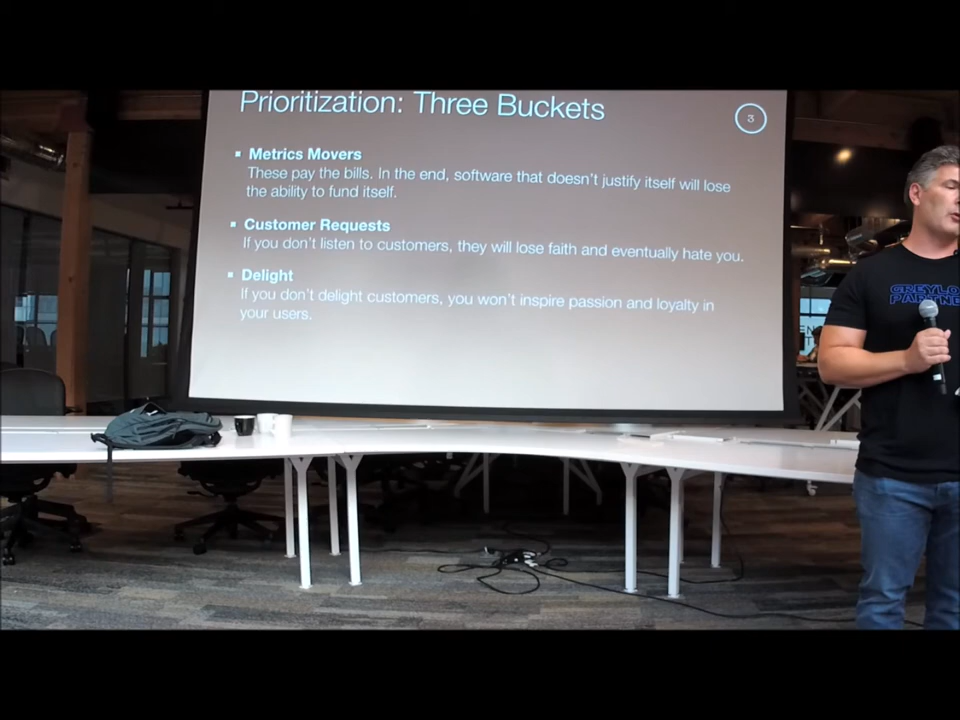 Prioritization: Three Buckets
3
▪ Metrics Movers
These pay the bills. In the end, software that doesn't justify itself will lose
the ability to fund itself.
▪ Customer Requests
If you don't listen to customers, they will lose faith and eventually hate you.
▪ Delight
If you don't delight customers, you won't inspire passion and loyalty in
your users.